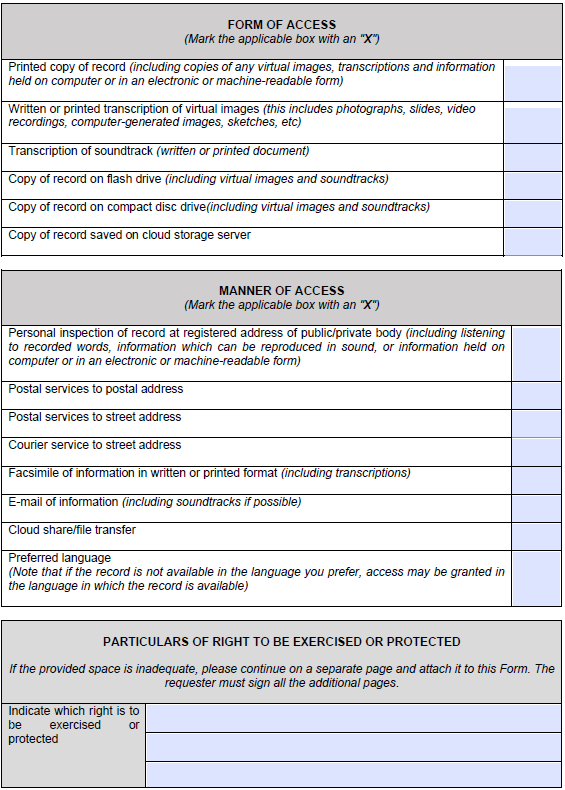 FORM OF ACCESS
(Mark the applicable box with an "X")
Printed copy of record (including copies of any virtual images, transcriptions and information
held on computer or in an electronic or machine-readable form)
Written or printed transcription of virtual images (this includes photographs, slides, video
recordings, computer-generated images, sketches, etc)
Transcription of soundtrack (written or printed document)
Copy of record on flash drive (including virtual images and soundtracks)
Copy of record on compact disc drive(including virtual images and soundtracks)
Copy of record saved on cloud storage server
MANNER OF ACCESS
(Mark the applicable box with an "X")
Personal inspection of record at registered address of public/private body (including listening
to recorded words, information which can be reproduced in sound, or information held on
computer or in an electronic or machine-readable form)
Postal services to postal address
Postal services to street address
Courier service to street address
Facsimile of information in written or printed format (including transcriptions)
E-mail of information (including soundtracks if possible)
Cloud share/file transfer
Preferred language
(Note that if the record is not available in the language you prefer, access may be granted in
the language in which the record is available)
PARTICULARS OF RIGHT TO BE EXERCISED OR PROTECTED
If the provided space is inadequate, please continue on a separate page and attach it to this Form. The
requester must sign all the additional pages.
Indicate which right is to
be exercised or
protected